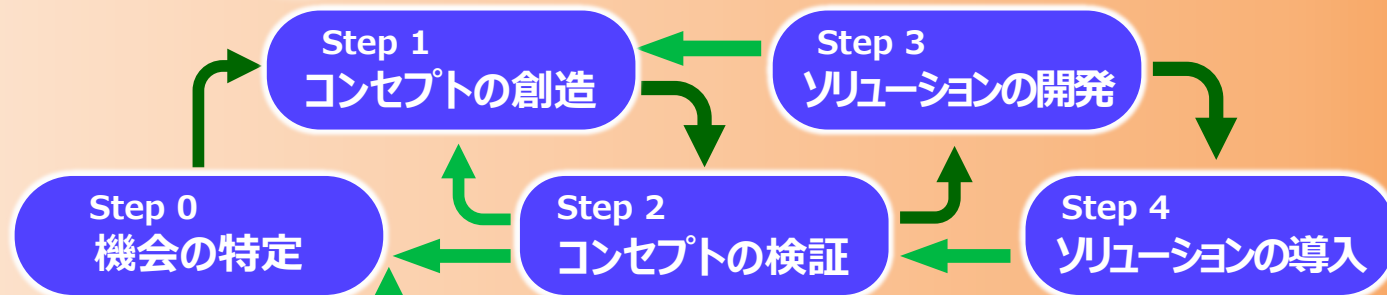 Step 1
コンセプトの創造
Step 3
ソリューションの開発
Step 0
機会の特定
Step 2
コンセプトの検証
Step 4
ソリューションの導入